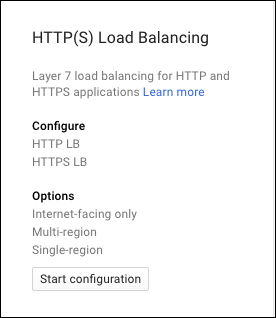 HTTP(S) Load Balancing
Layer 7 load balancing for HTTP and
HTTPS applications Learn more
Configure
HTTP LB
HTTPS LB
Options
Internet-facing only
Multi-region
Single-region
Start configuration